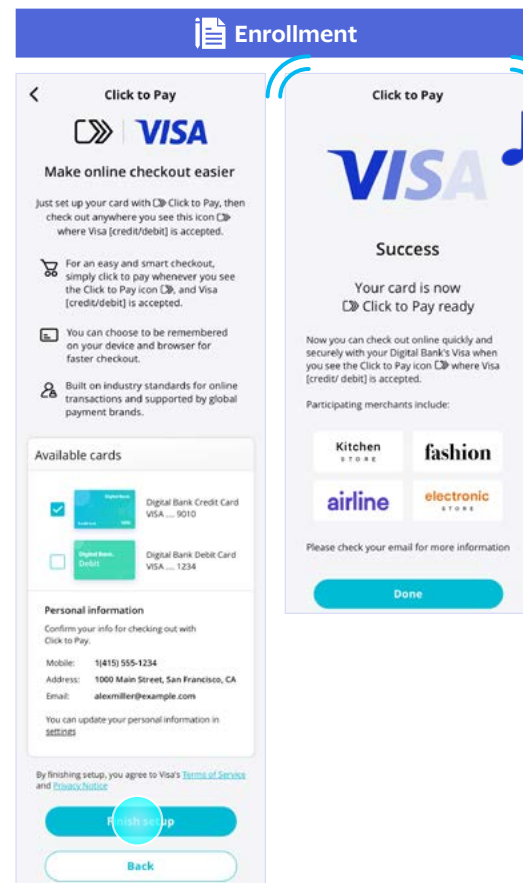 Enrollment
Click to Pay
VISA
Make online checkout easier
Just set up your card with Click to Pay, then
check out anywhere you see this icon
where Visa [credit/debit] is accepted.
For an easy and smart checkout,
simply click to pay whenever you see
the Click to Pay icon , and Visa
[credit/debit] is accepted.
You can choose to be remembered
on your device and browser for
faster checkout.
Built on industry standards for online
transactions and supported by global
payment brands.
Available cards
Digital Bank Credit Card
VISA .... 9010
Digital Bank.
Debit
Digital Bank Debit Card
VISA .... 1234
Personal information
Confirm your info for checking out with
Click to Pay.
Mobile: 1(415) 555-1234
Address: 1000 Main Street, San Francisco, CA
Email: alexmiller@example.com
You can update your personal information in
settings
By finishing setup, you agree to Visa's Terms of Service
and Privacy Notice
Finish setup
Back
Click to Pay
VISA
Success
Your card is now
Click to Pay ready
Now you can check out online quickly and
securely with your Digital Bank's Visa when
you see the Click to Pay icon where Visa
[credit/ debit] is accepted.
Participating merchants include:
Kitchen
STORE
fashion
airline
electronic
STORE
Please check your email for more information
Done